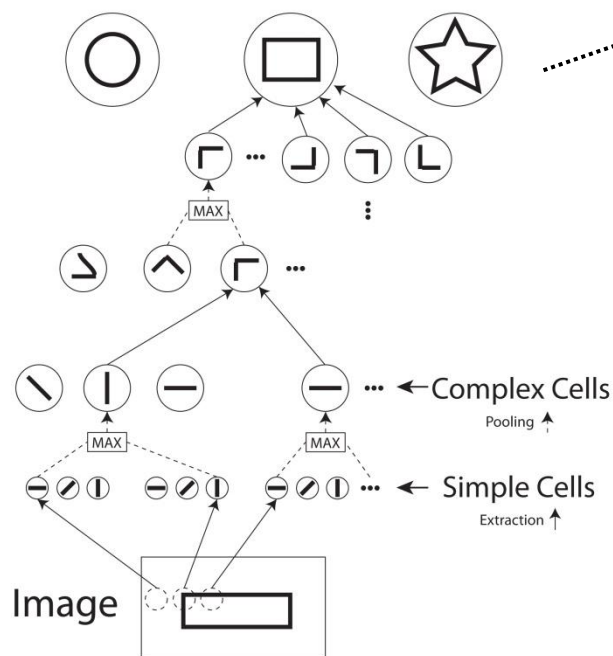 MAX
Complex Cells
Pooling
MAX
MAX
Simple Cells
Extraction
Image